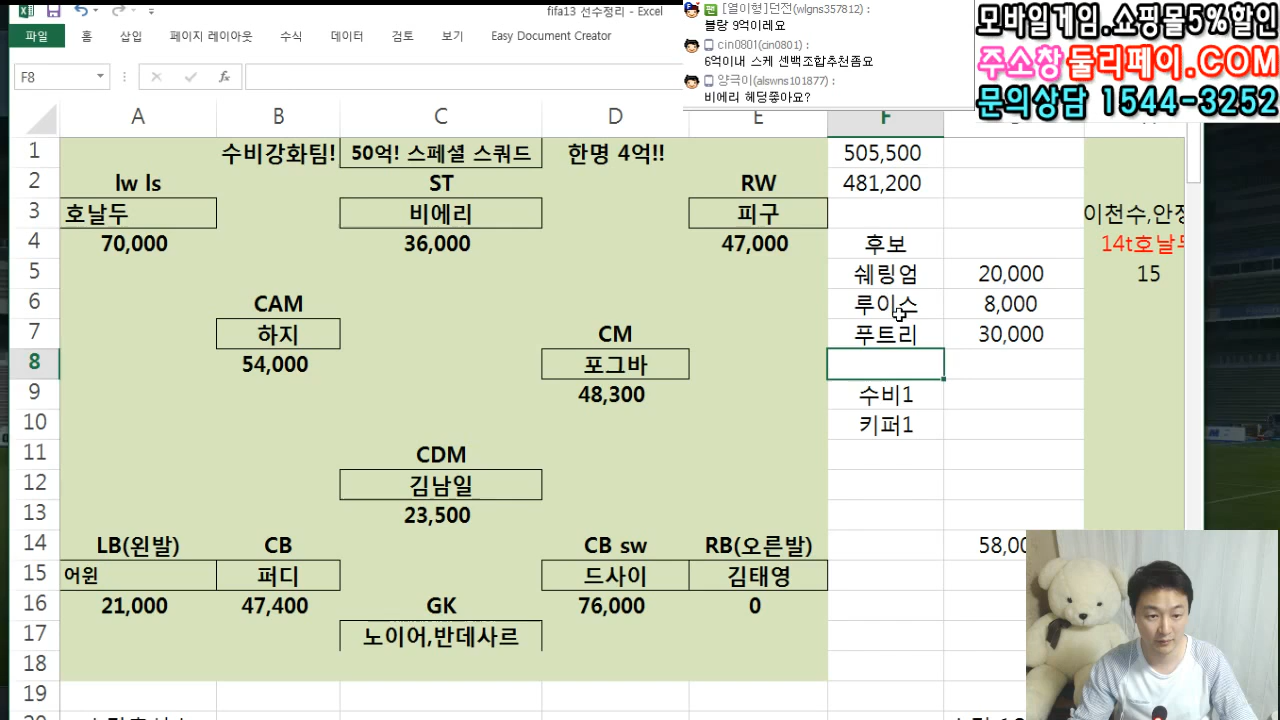 fifa13 선수정리 - Excel
파일 홈 삽입 페이지 레이아웃 수식 데이터 검토 보기 Easy Document Creator
F8 fx
[열이형]던전(wlgns357812) :
불량 9억이레요
cin0801(cin0801) :
6억이내 스케 센백조합추천좀요
양극이(alswns101877) :
비에리 헤딩좋아요?
모바일게임.쇼핑몰5%할인
주소창 둘리페이.COM
문의상담 1544-3252
A B C D E F
1 수비강화팀! 50억! 스페셜 스쿼드 한명 4억!! 505,500
2 lw ls ST RW 481,200
3 호날두 비에리 피구 이천수,안정
4 70,000 36,000 47,000 후보 14t호날두
5 쉐링엄 20,000 15
6 CAM 루이스 8,000
7 하지 CM 푸트리 30,000
8 54,000 포그바
9 48,300 수비1
10 키퍼1
11 CDM
12 김남일
13 23,500
14 LB(왼발) CB CB sw RB(오른발) 58,00
15 어윈 퍼디 드사이 김태영
16 21,000 47,400 GK 76,000 0
17 노이어,반데사르
18
19